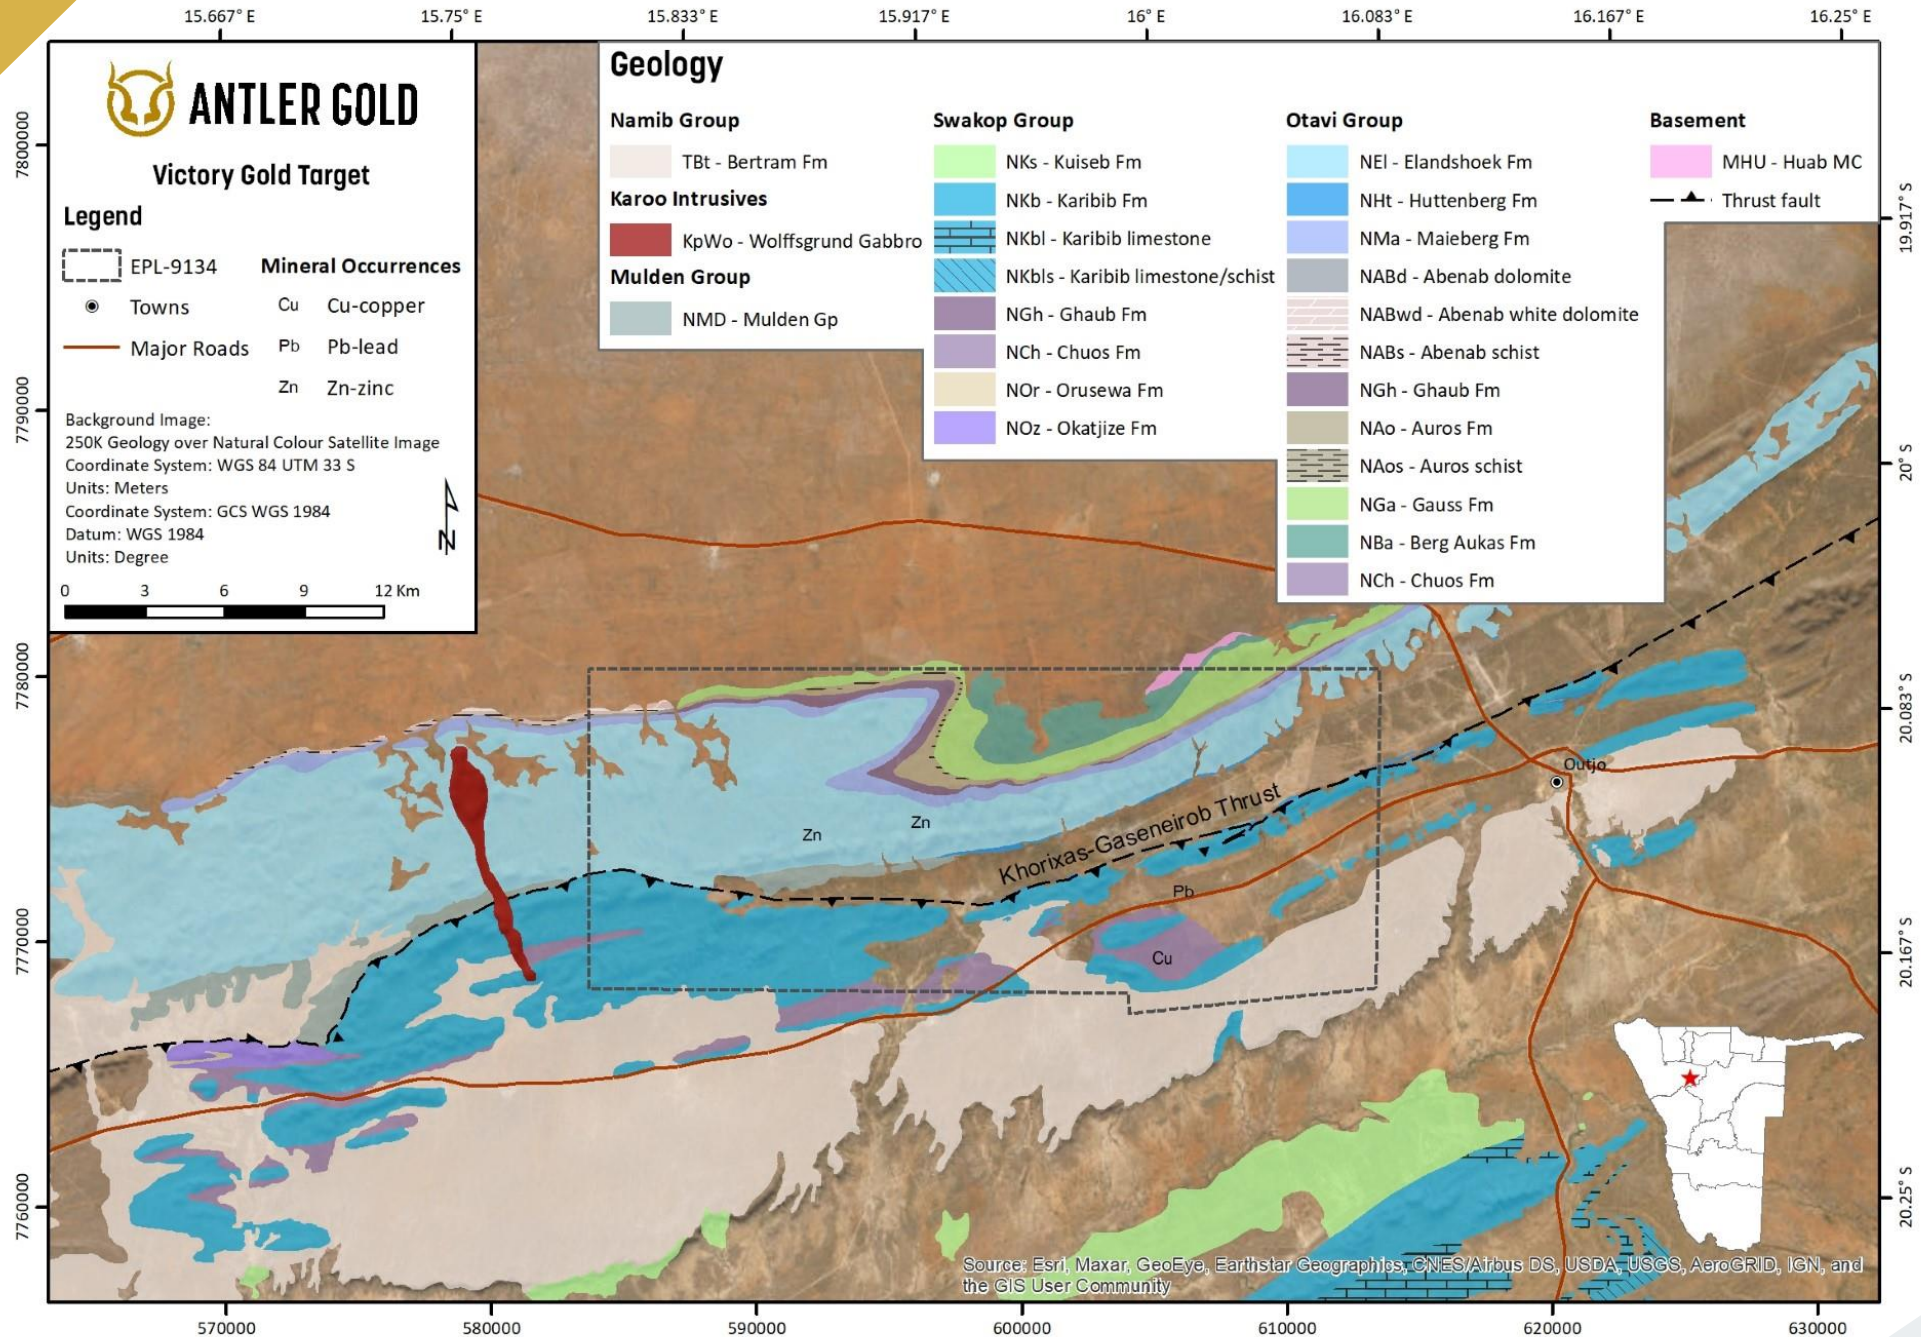 15.667° E
15.75° E
15.833° E
15.917° E
16° E
16.083° E
16.167° E
16.25° E
ANTLER GOLD
Victory Gold Target
Legend
EPL-9134
Mineral Occurrences
Towns
Cu Cu-copper
Major Roads
Pb Pb-lead
Zn Zn-zinc
Background Image:
250K Geology over Natural Colour Satellite Image
Coordinate System: WGS 84 UTM 33 S
Units: Meters
Coordinate System: GCS WGS 1984
Datum: WGS 1984
Units: Degree
N
0 3 6 9 12 Km
Geology
Namib Group
TBt - Bertram Fm
Karoo Intrusives
KpWo - Wolffsgrund Gabbro
Mulden Group
NMD - Mulden Gp
Swakop Group
NKs - Kuiseb Fm
NKb - Karibib Fm
NKbl - Karibib limestone
NKbls - Karibib limestone/schist
NGh - Ghaub Fm
NCh - Chuos Fm
NOr - Orusewa Fm
NOz - Okatjize Fm
Otavi Group
NEl - Elandshoek Fm
NHt - Huttenberg Fm
NMa - Maieberg Fm
NABd - Abenab dolomite
NABwd - Abenab white dolomite
NABs - Abenab schist
NGh - Ghaub Fm
NAo - Auros Fm
NAos - Auros schist
NGa - Gauss Fm
NBa - Berg Aukas Fm
NCh - Chuos Fm
Basement
MHU - Huab MC
Thrust fault
7800000
7790000
7780000
7770000
7760000
19.917° S
20° S
20.083° S
20.167° S
20.25° S
Outjo
Zn
Zn
Khorixas-Gaseneirob Thrust
Pb
Cu
Source: Esri, Maxar, GeoEye, Earthstar Geographics, CNES/Airbus DS, USDA, USGS, AeroGRID, IGN, and
the GIS User Community
570000
580000
590000
600000
610000
620000
630000